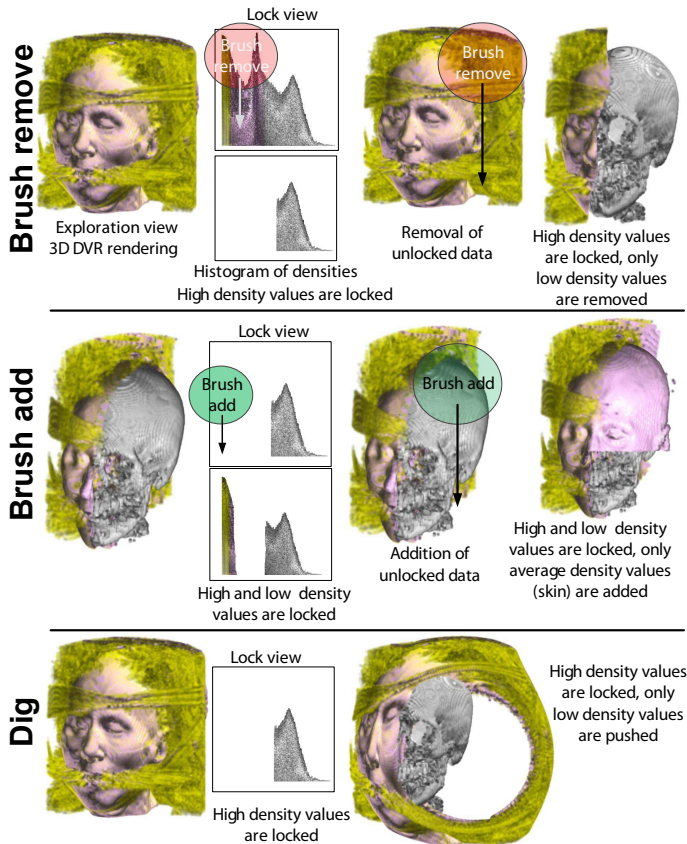 Brush remove
Lock view
Brush
remove
Brush
remove
Exploration view
3D DVR rendering
Histogram of densities
High density values are locked
Removal of
unlocked data
High density values
are locked, only
low density values
are removed
Brush add
Lock view
Brush
add
Brush add
High and low density
values are locked
Addition of
unlocked data
High and low density
values are locked, only
average density values
(skin) are added
Dig
Lock view
High density values
are locked
High density values
are locked, only
low density values
are pushed